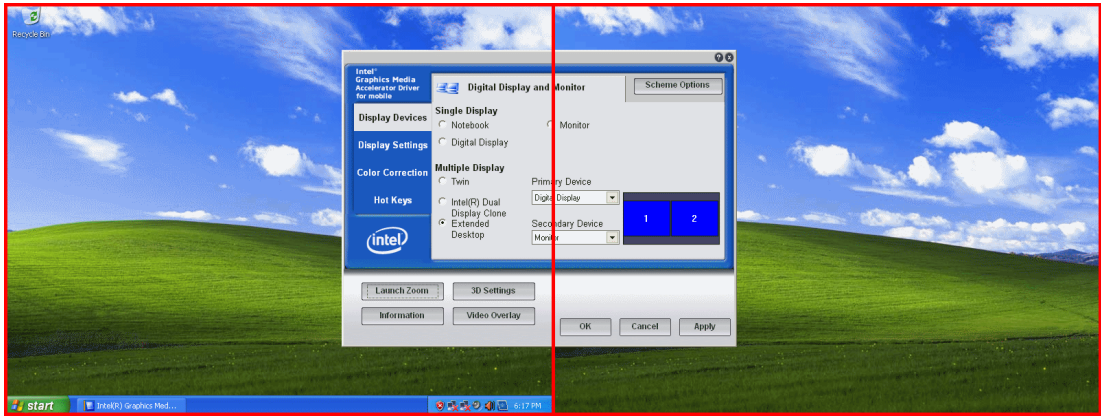 Recycle Bin
Intel®
Graphics Media
Accelerator Driver
for mobile
Digital Display and Monitor
Scheme Options
Display Devices
Display Settings
Color Correction
Hot Keys
intel
Single Display
Notebook
Monitor
Digital Display
Multiple Display
Twin
Intel(R) Dual
Display Clone
Extended
Desktop
Primary Device
Digital Display
Secondary Device
Monitor
1
2
Launch Zoom
3D Settings
Information
Video Overlay
OK
Cancel
Apply
start
Intel(R) Graphics Med...
6:17 PM